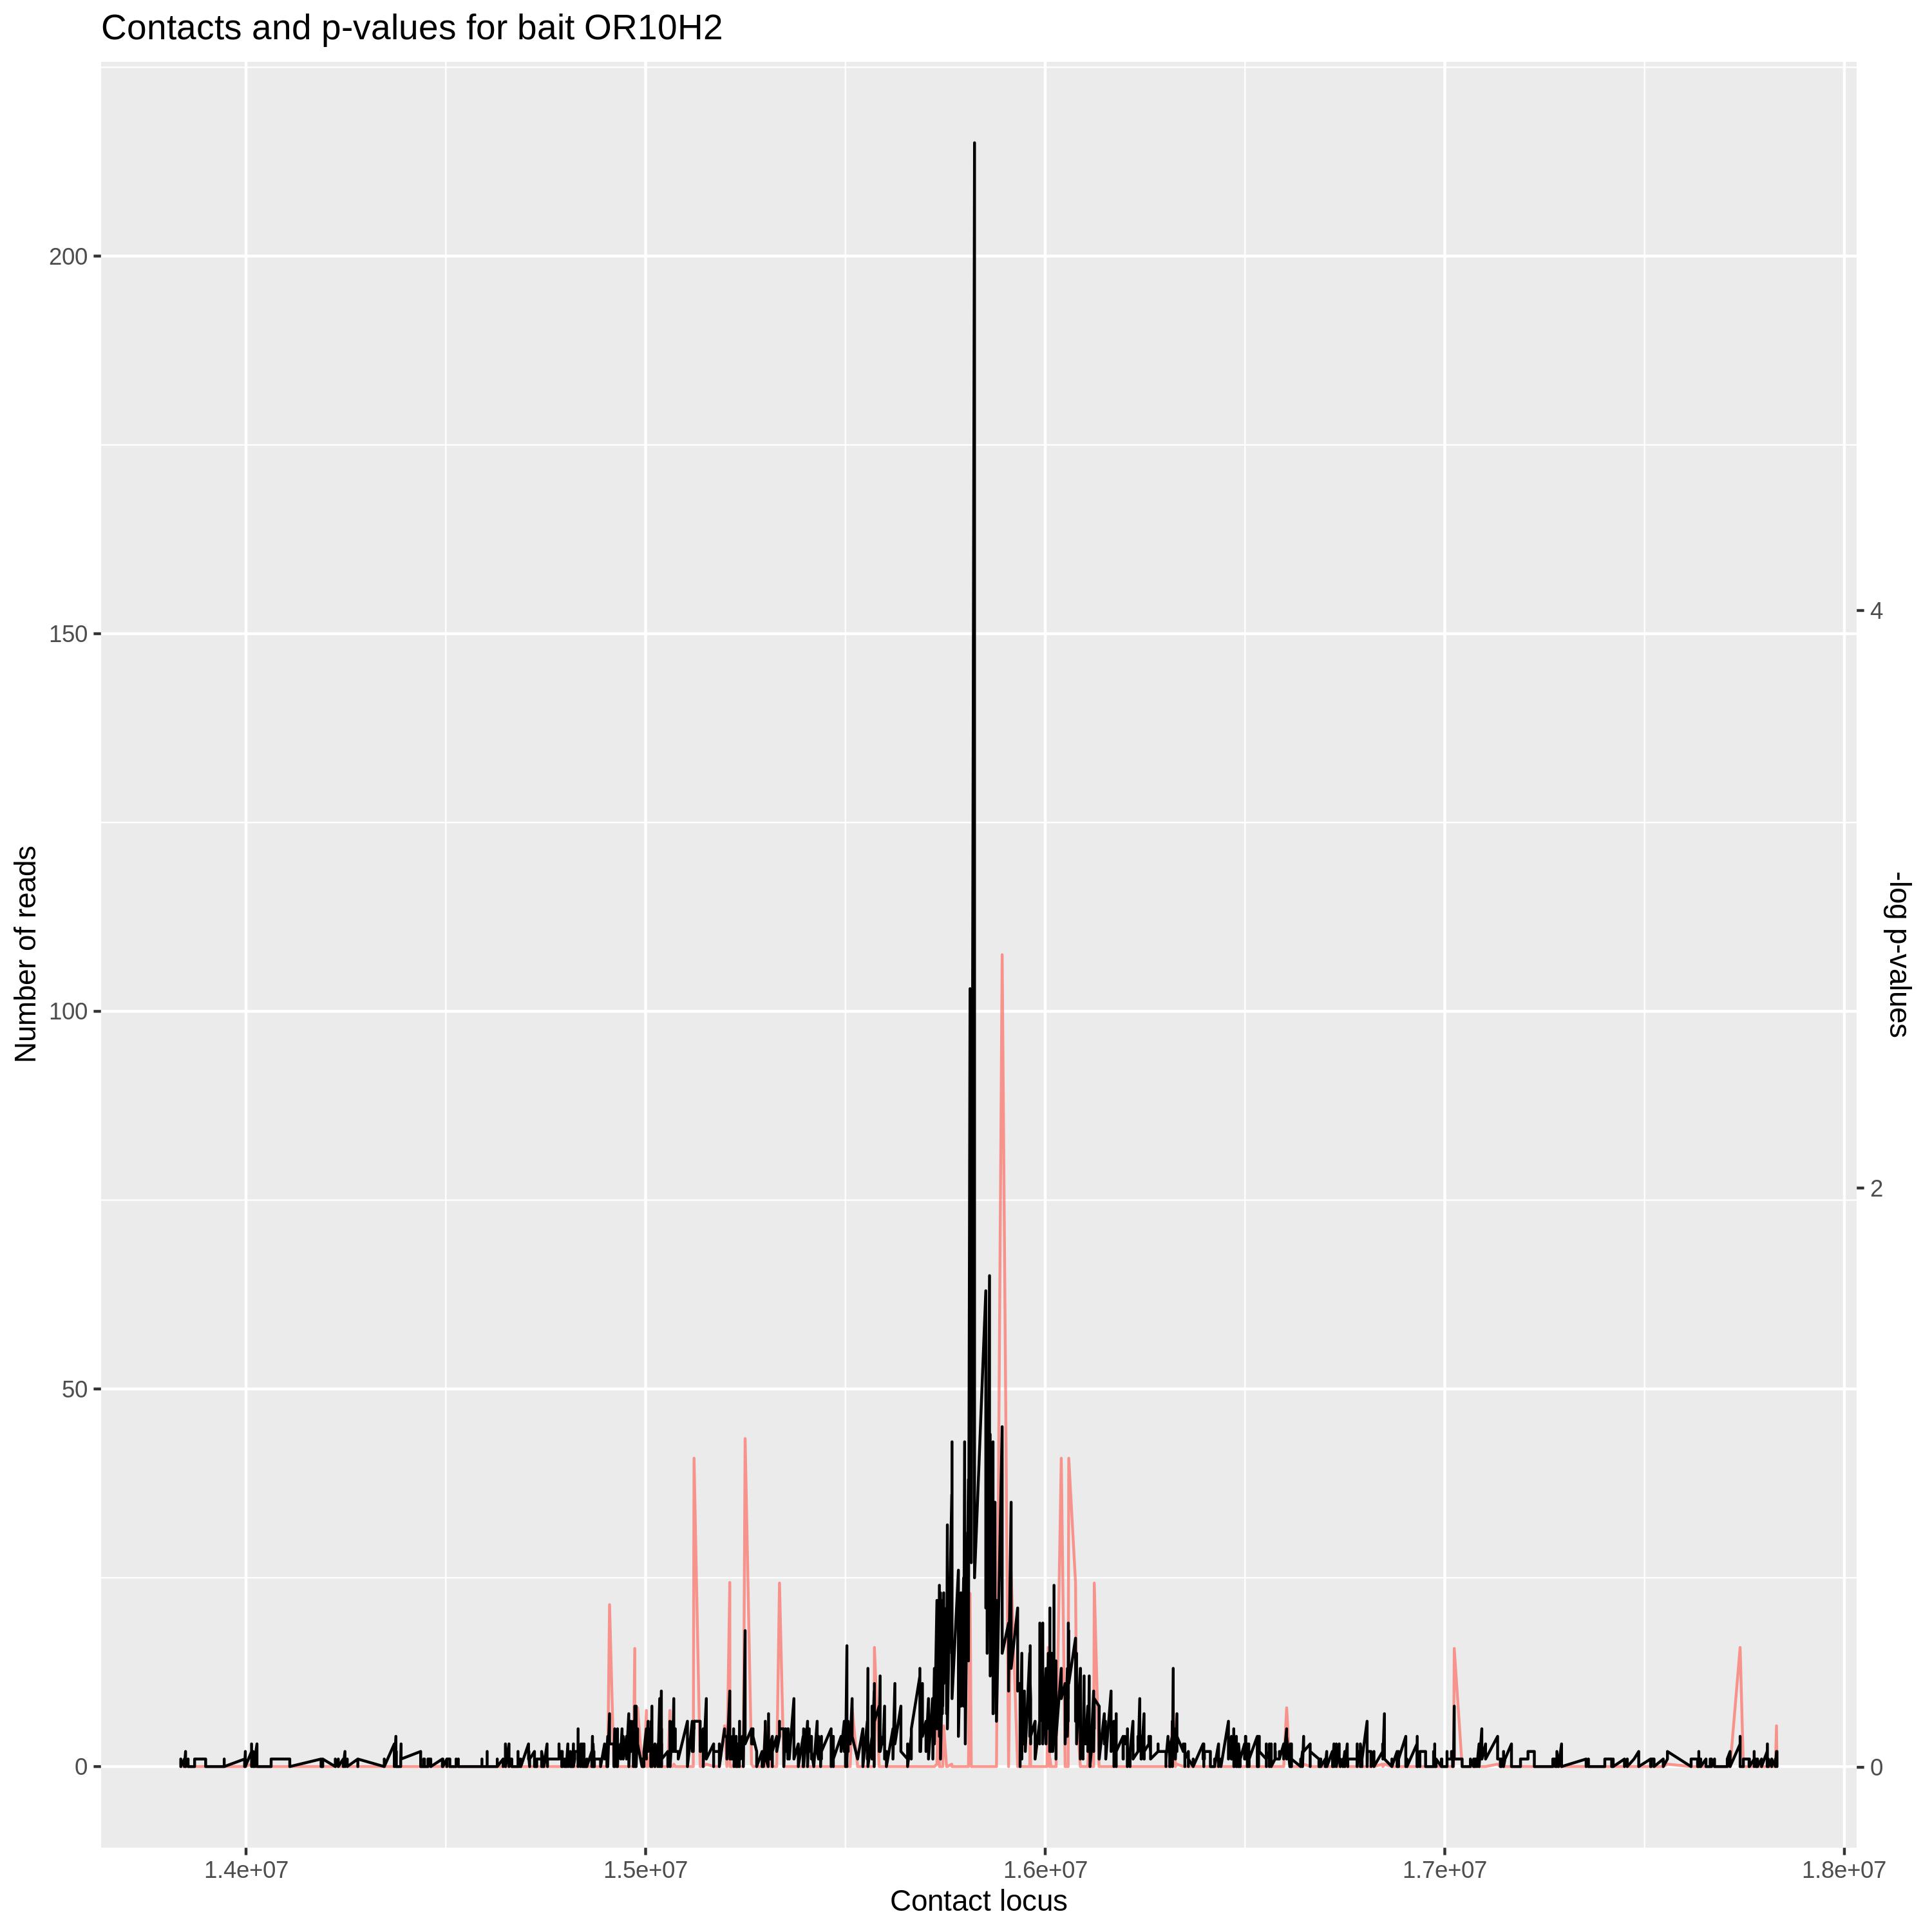 Contacts and p-values for bait OR10H2
200
150
100
50
0
Number of reads
4
2
0
-log p-values
1.4e+07
1.5e+07
1.6e+07
1.7e+07
1.8e+07
Contact locus